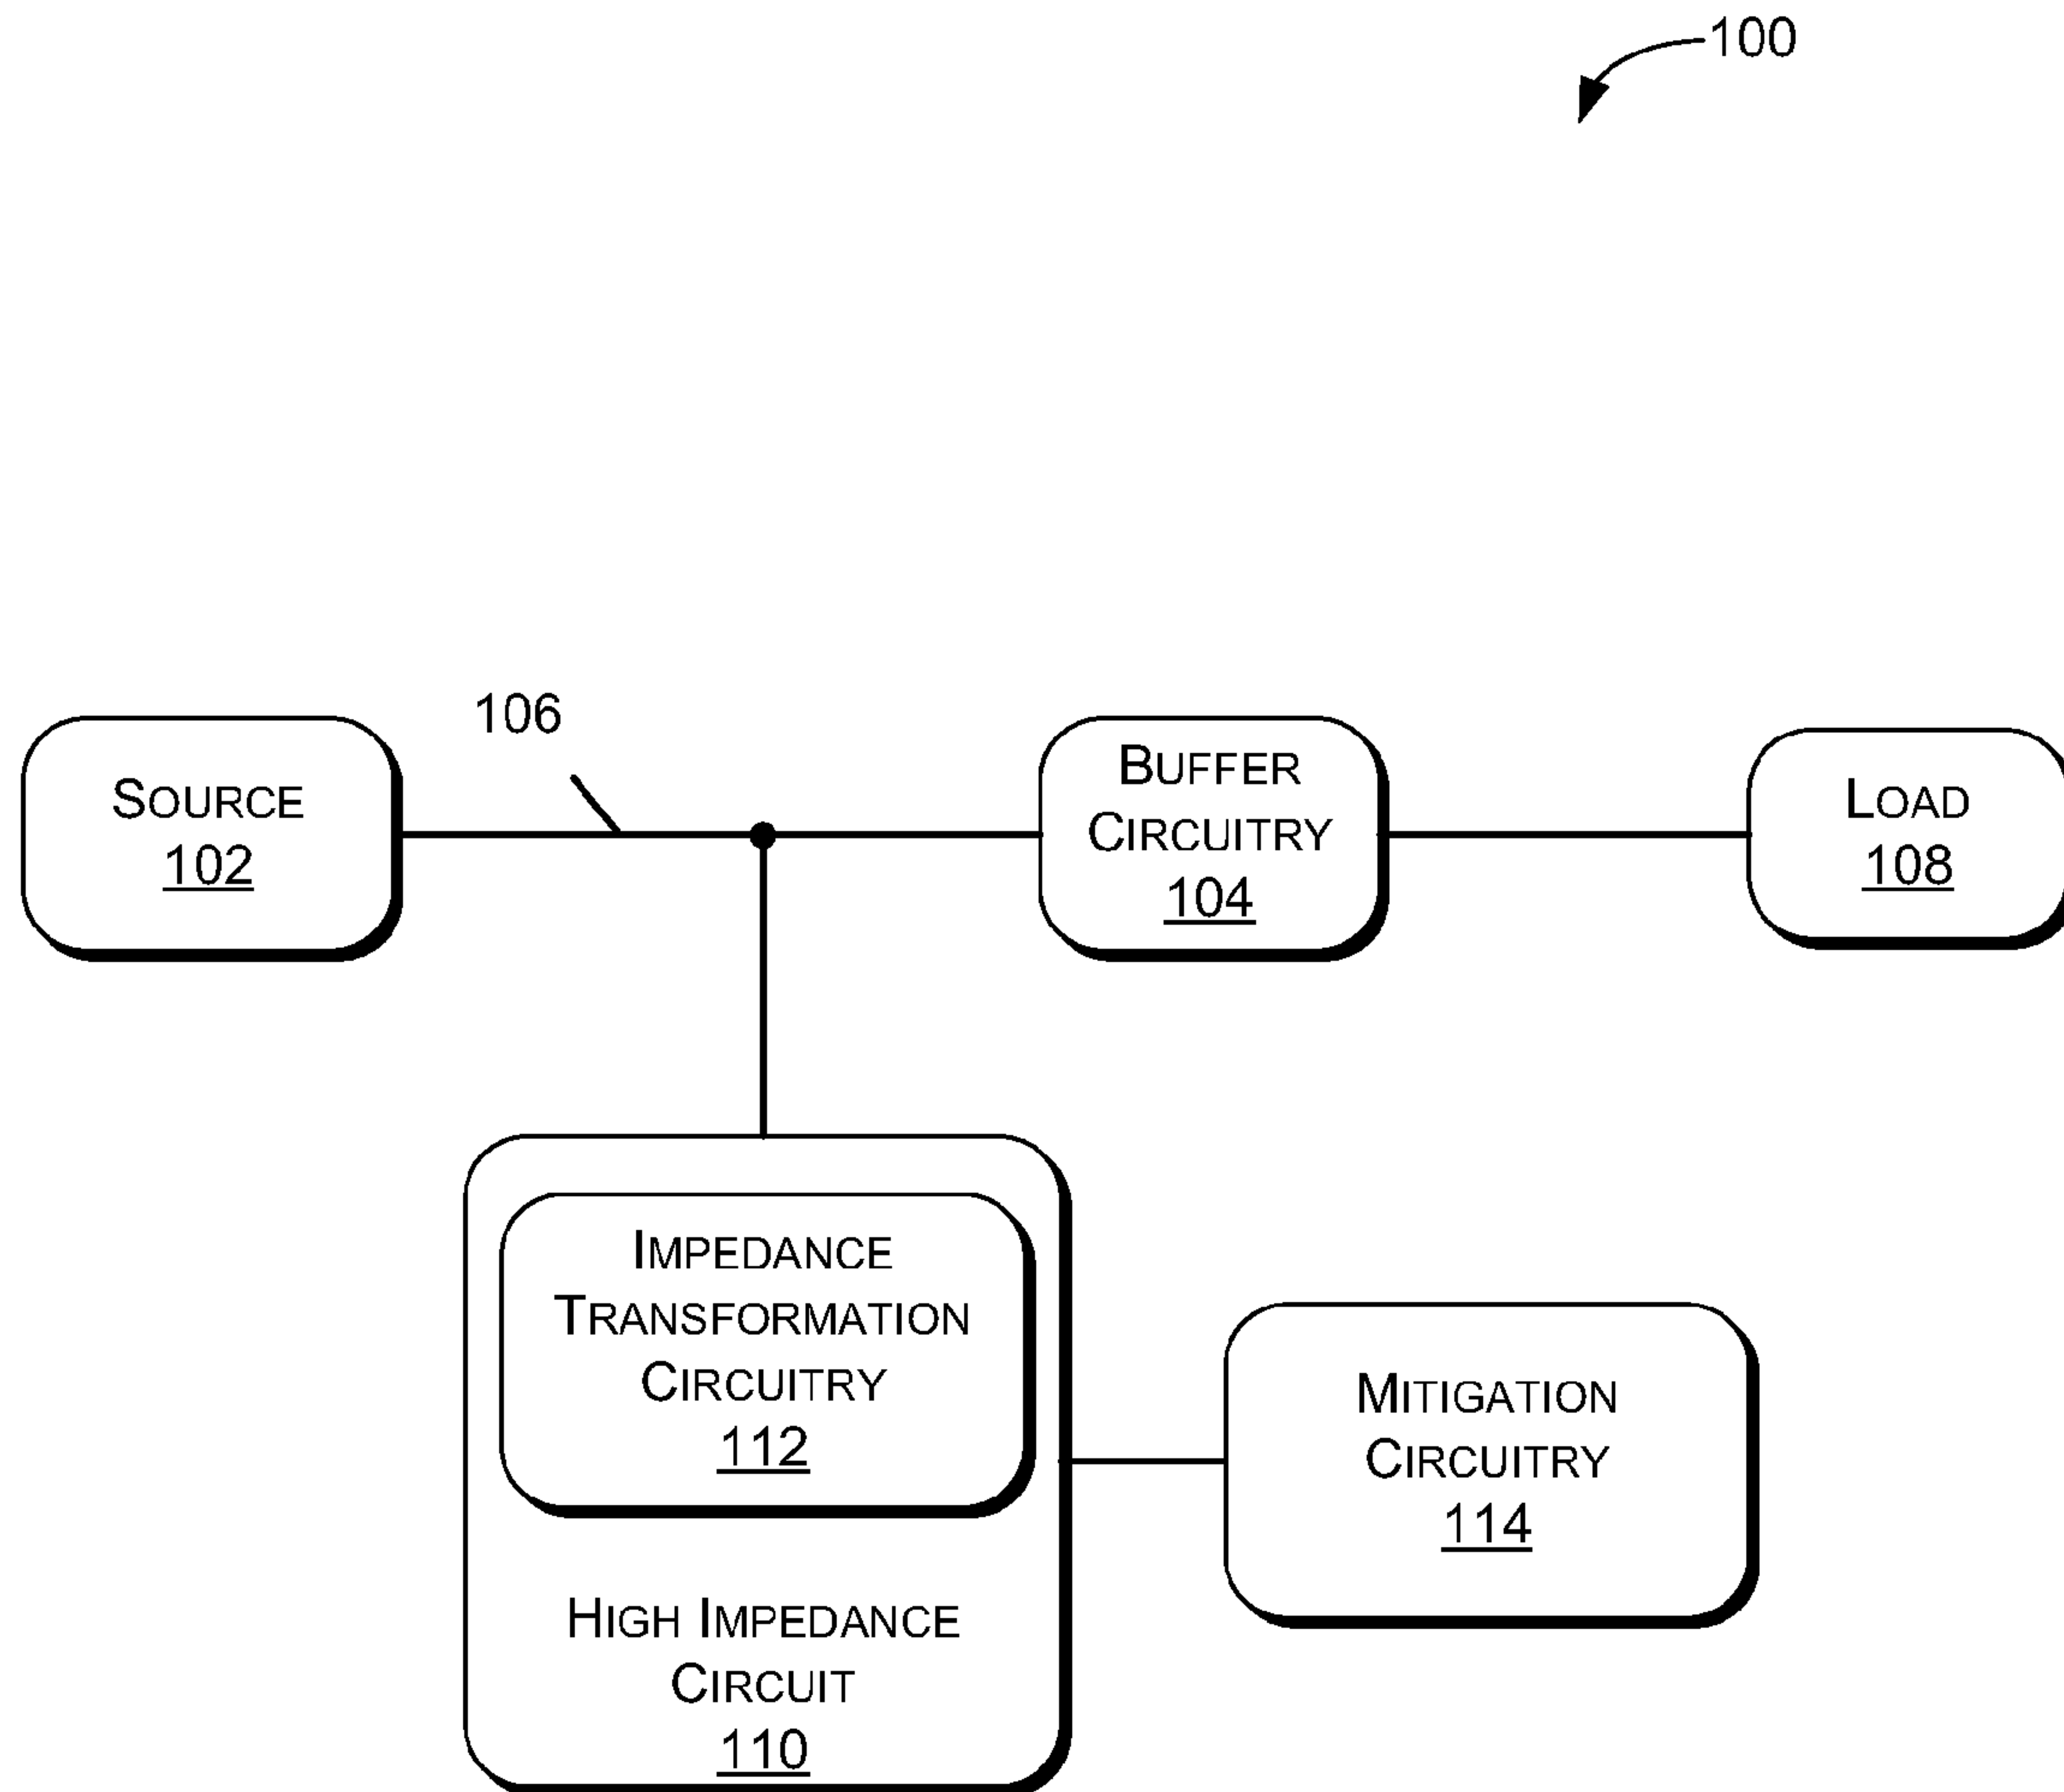 100
106
SOURCE
102
BUFFER
CIRCUITRY
104
LOAD
108
IMPEDANCE
TRANSFORMATION
CIRCUITRY
112
HIGH IMPEDANCE
CIRCUIT
110
MITIGATION
CIRCUITRY
114